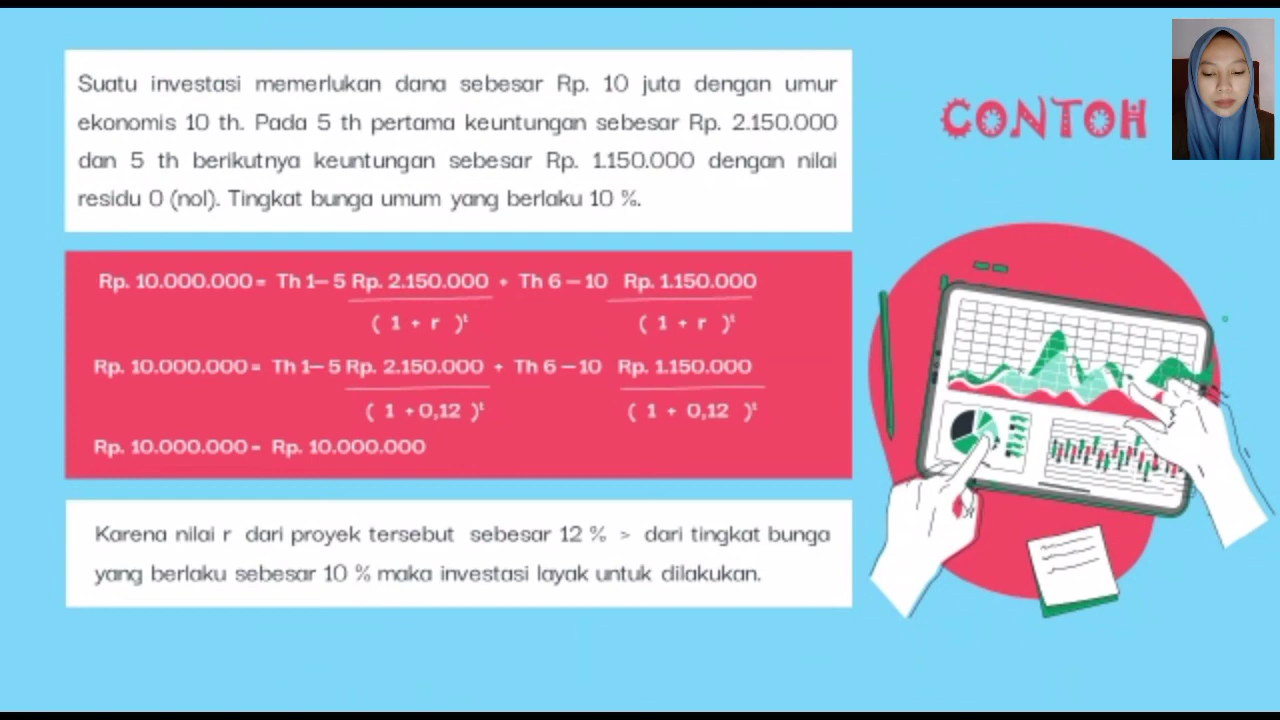 Suatu investasi memerlukan dana sebesar Rp. 10 juta dengan umur
ekonomis 10 th. Pada 5 th pertama keuntungan sebesar Rp. 2.150.000
dan 5 th berikutnya keuntungan sebesar Rp. 1.150.000 dengan nilai
residu 0 (nol). Tingkat bunga umum yang berlaku 10 %.
CONTOH
Rp. 10.000.000 = Th 1– 5 Rp. 2.150.000 + Th 6 – 10 Rp. 1.150.000
( 1 + r )ᵗ ( 1 + r )ᵗ
Rp. 10.000.000 = Th 1– 5 Rp. 2.150.000 + Th 6 – 10 Rp. 1.150.000
( 1 + 0,12 )ᵗ ( 1 + 0,12 )ᵗ
Rp. 10.000.000 = Rp. 10.000.000
Karena nilai r dari proyek tersebut sebesar 12 % > dari tingkat bunga
yang berlaku sebesar 10 % maka investasi layak untuk dilakukan.